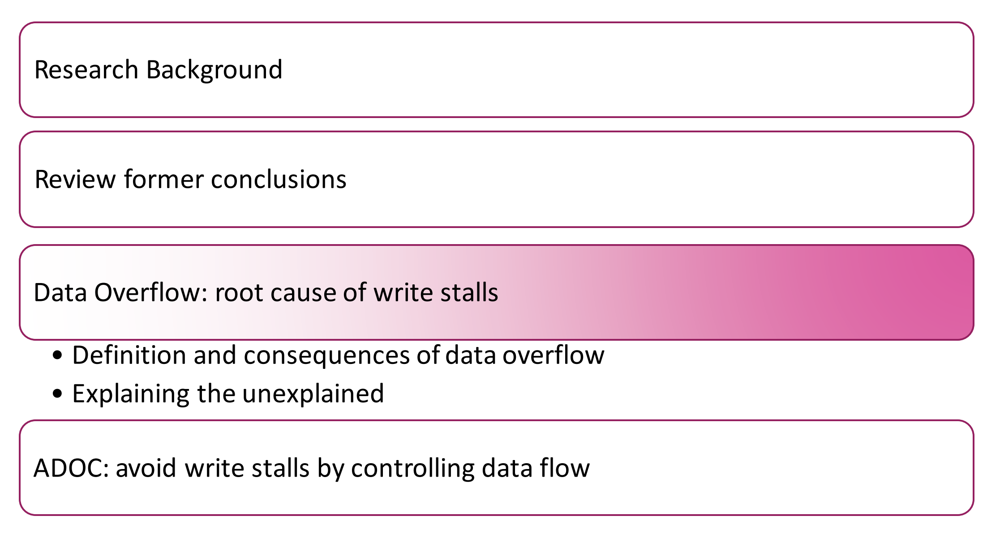 Research Background
Review former conclusions
Data Overflow: root cause of write stalls
• Definition and consequences of data overflow
• Explaining the unexplained
ADOC: avoid write stalls by controlling data flow